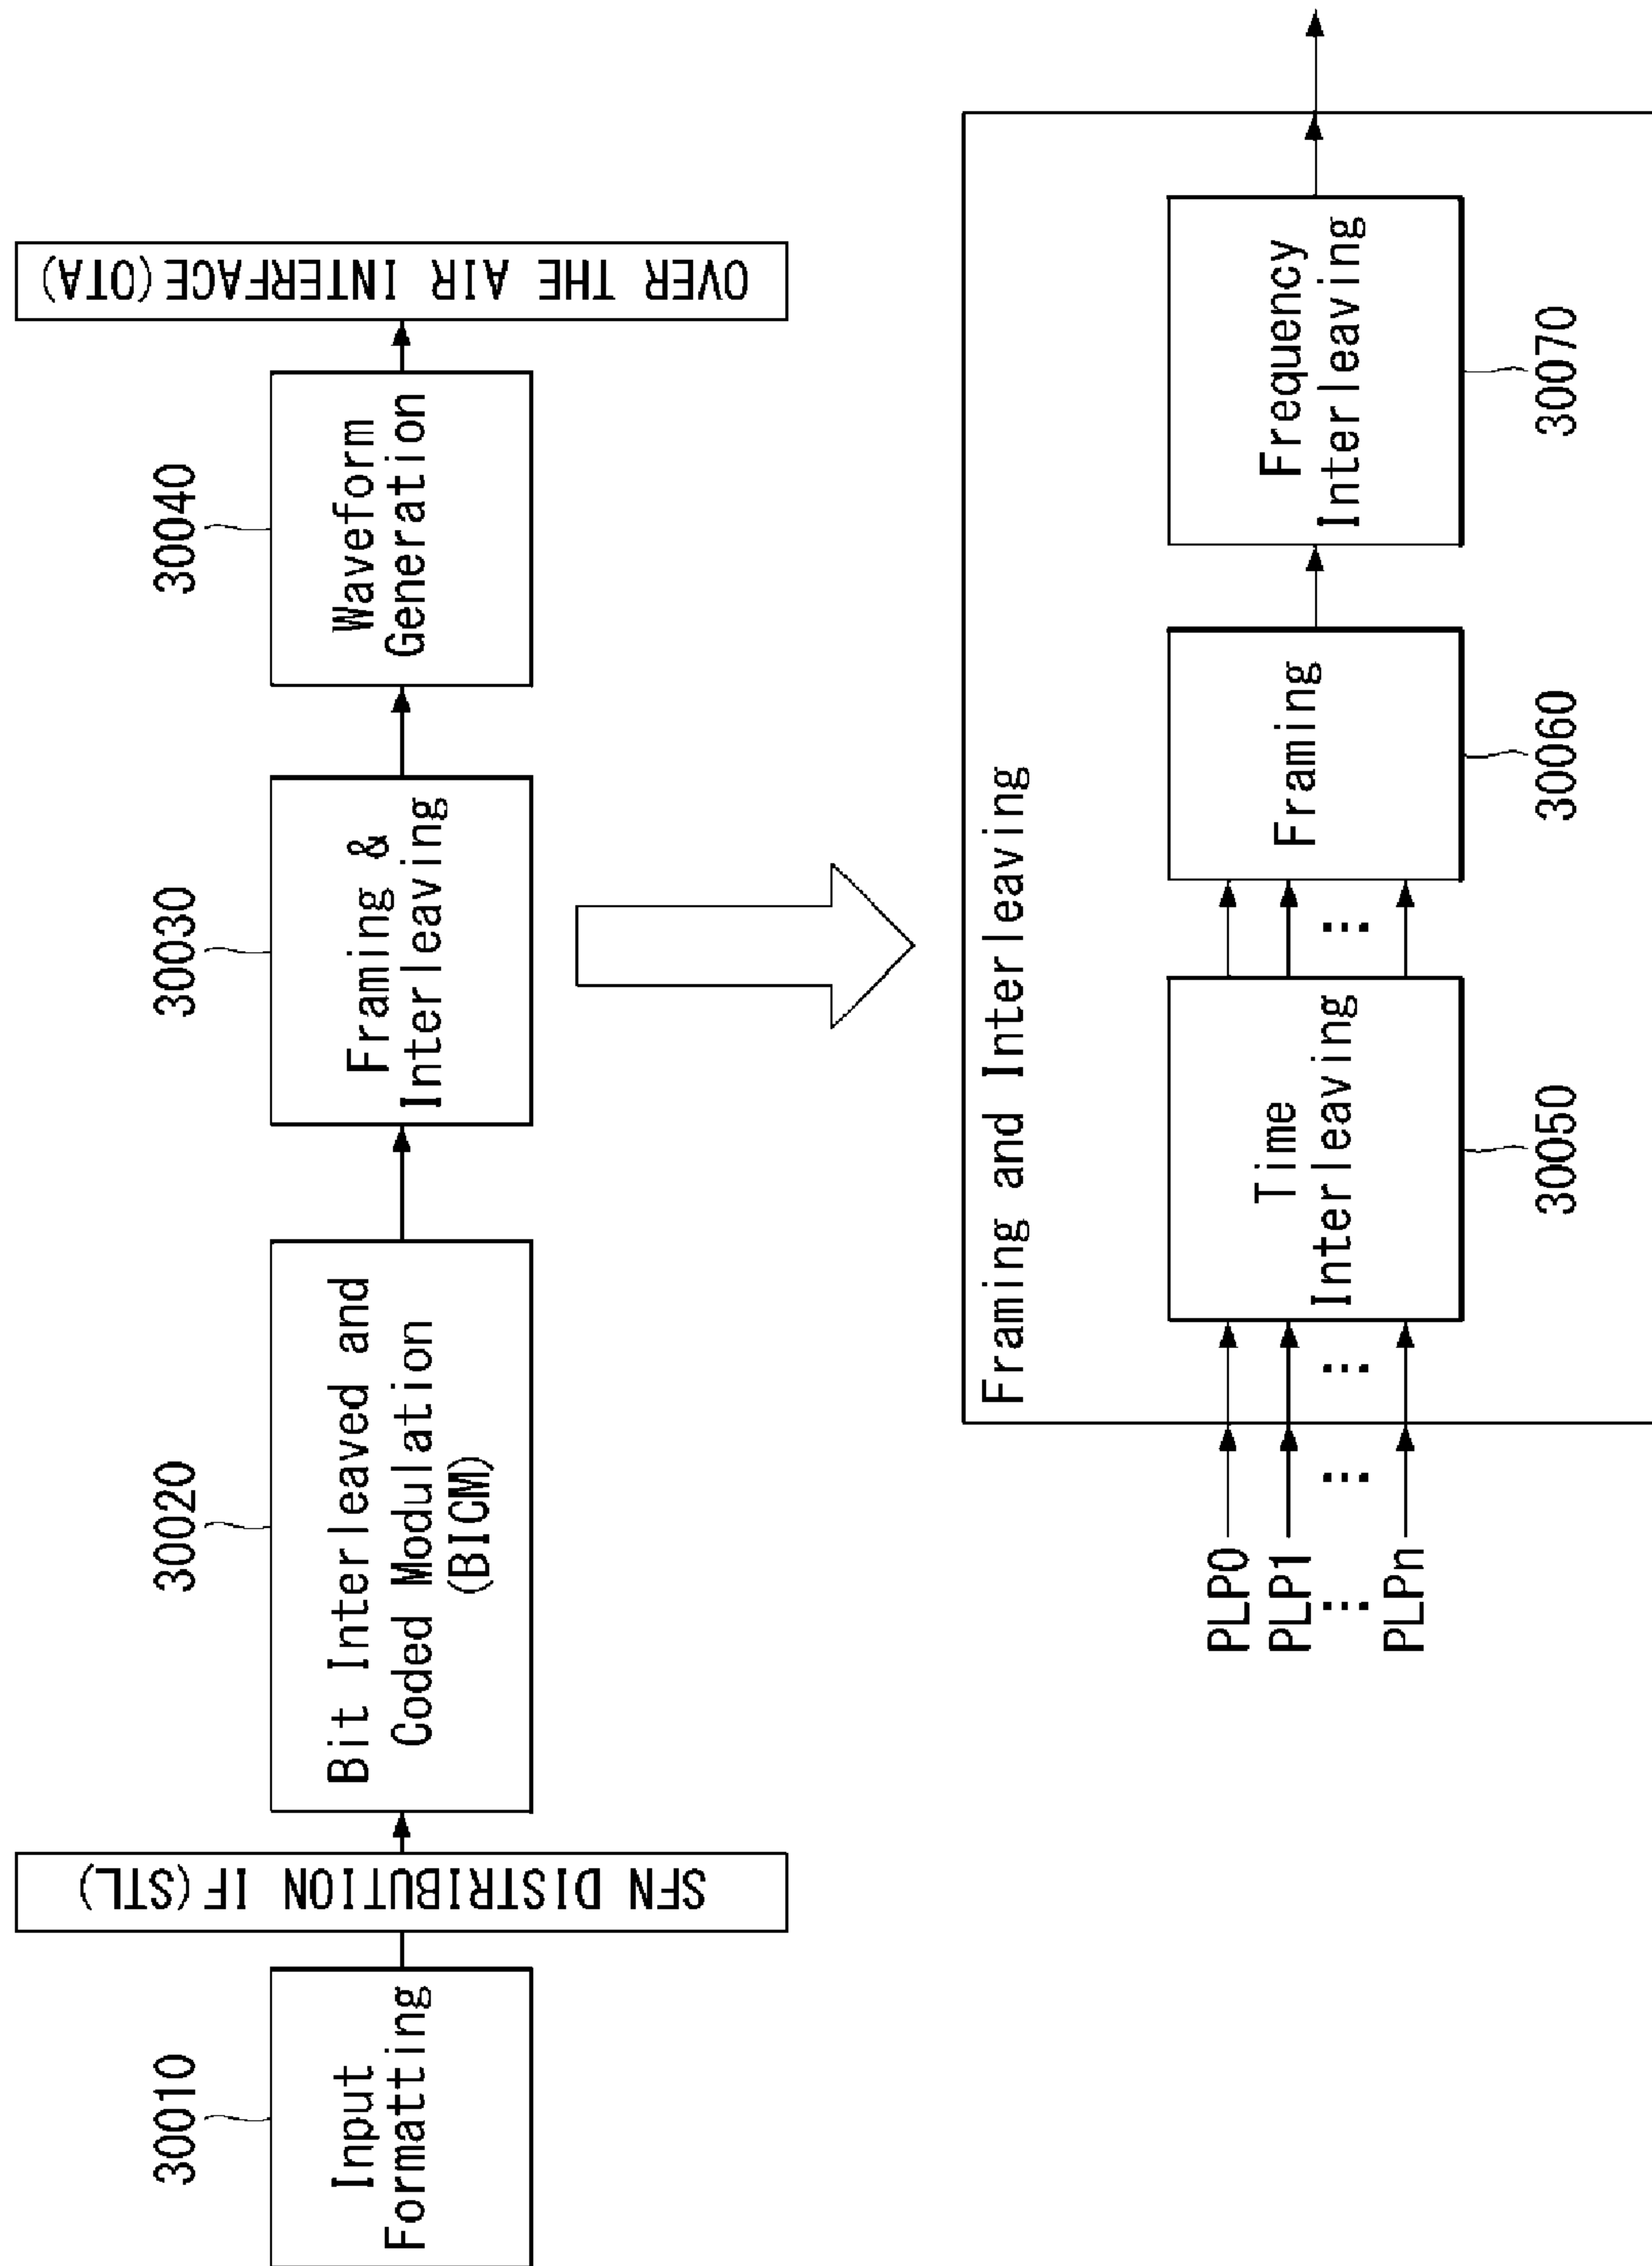 30010
30020
30030
30040
Input
Formatting
SFN DISTRIBUTION IF(STL)
Bit Interleaved and
Coded Modulation
(BICM)
Framing &
Interleaving
Waveform
Generation
OVER THE AIR INTERFACE(OTA)
Framing and Interleaving
PLP0
PLP1
⋮
PLPn
⋮
⋮
Time
Interleaving
⋮
Framing
Frequency
Interleaving
30050
30060
30070